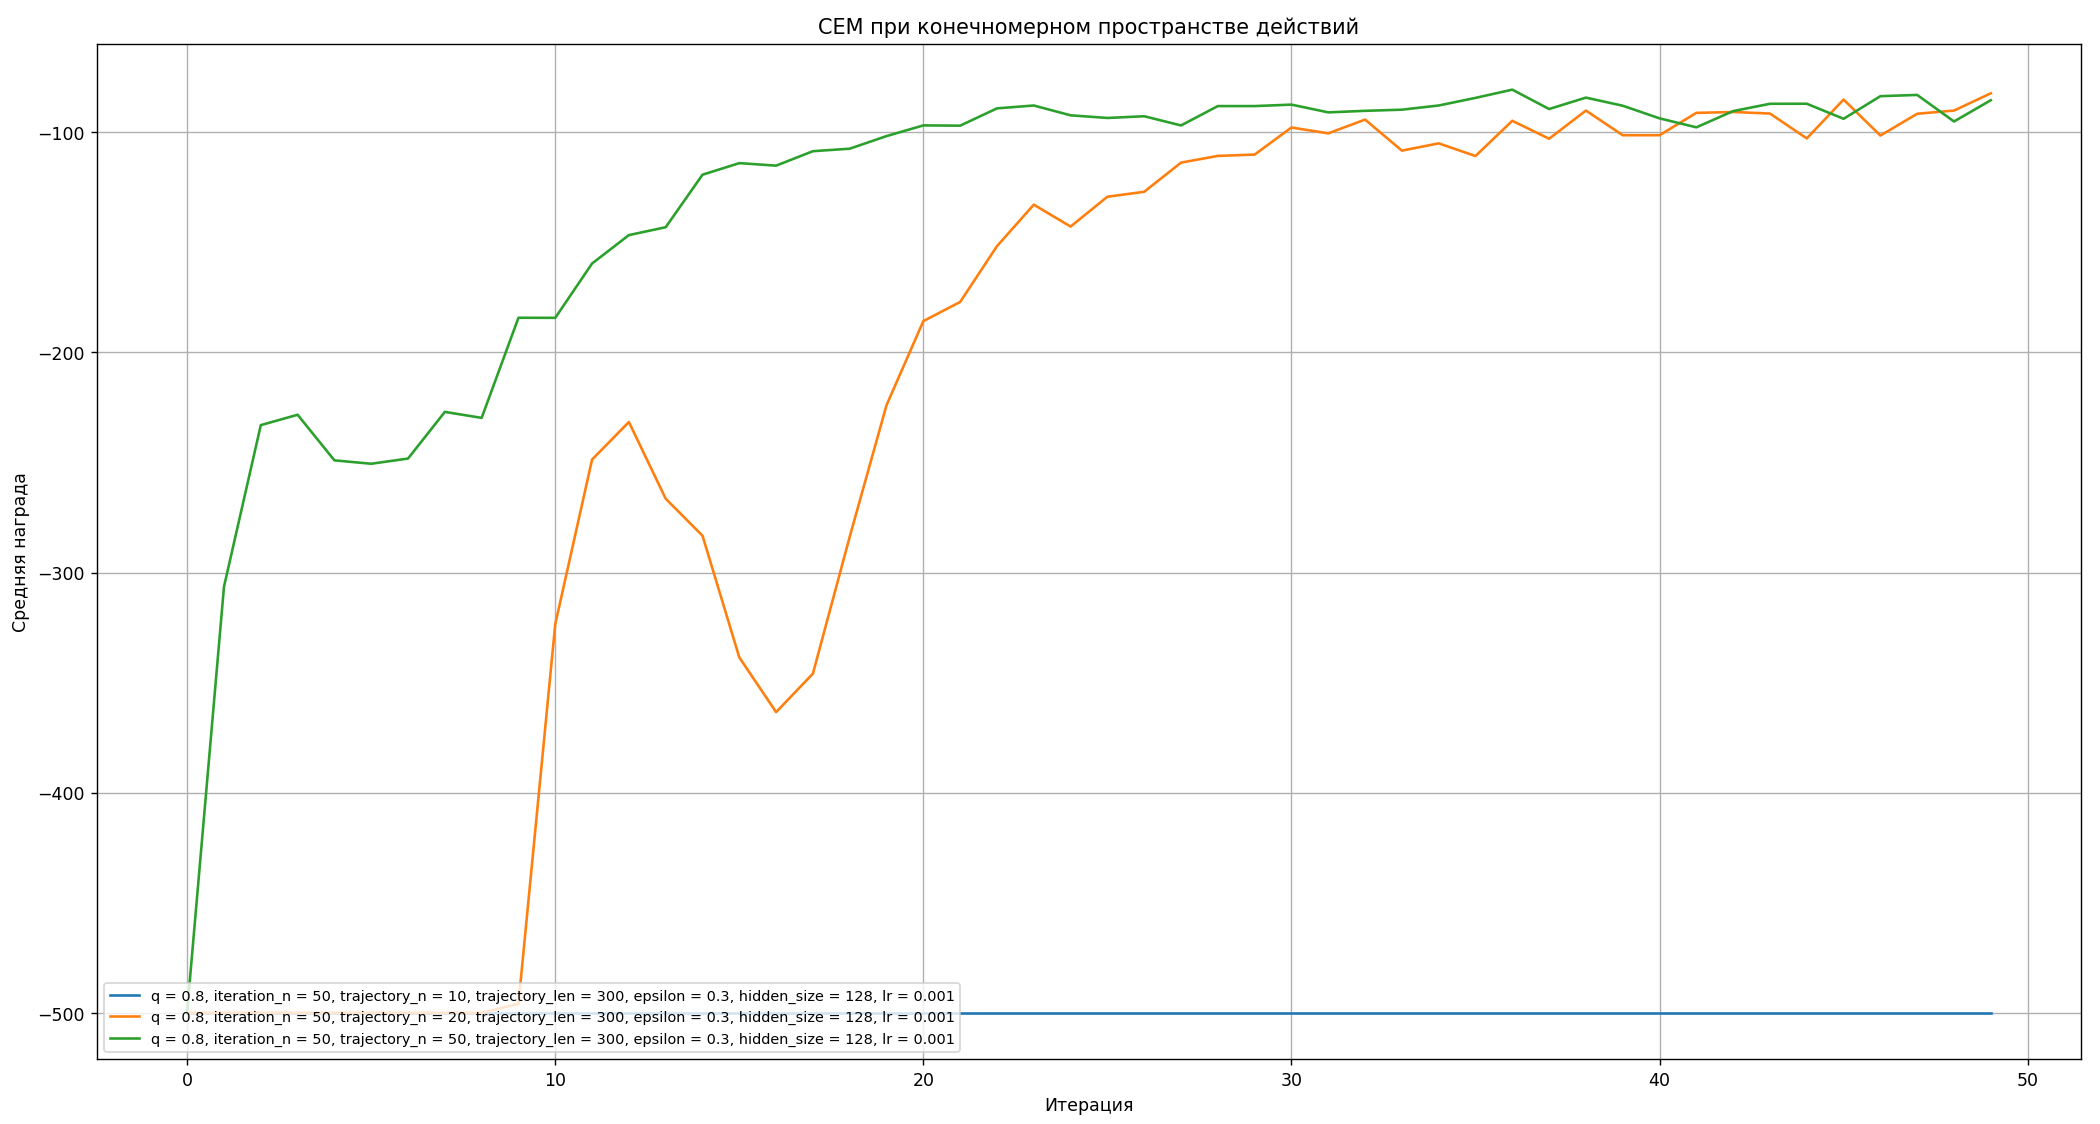 CEM при конечномерном пространстве действий
Средняя награда
−100
−200
−300
−400
−500
q = 0.8, iteration_n = 50, trajectory_n = 10, trajectory_len = 300, epsilon = 0.3, hidden_size = 128, lr = 0.001
q = 0.8, iteration_n = 50, trajectory_n = 20, trajectory_len = 300, epsilon = 0.3, hidden_size = 128, lr = 0.001
q = 0.8, iteration_n = 50, trajectory_n = 50, trajectory_len = 300, epsilon = 0.3, hidden_size = 128, lr = 0.001
0 10 20 30 40 50
Итерация